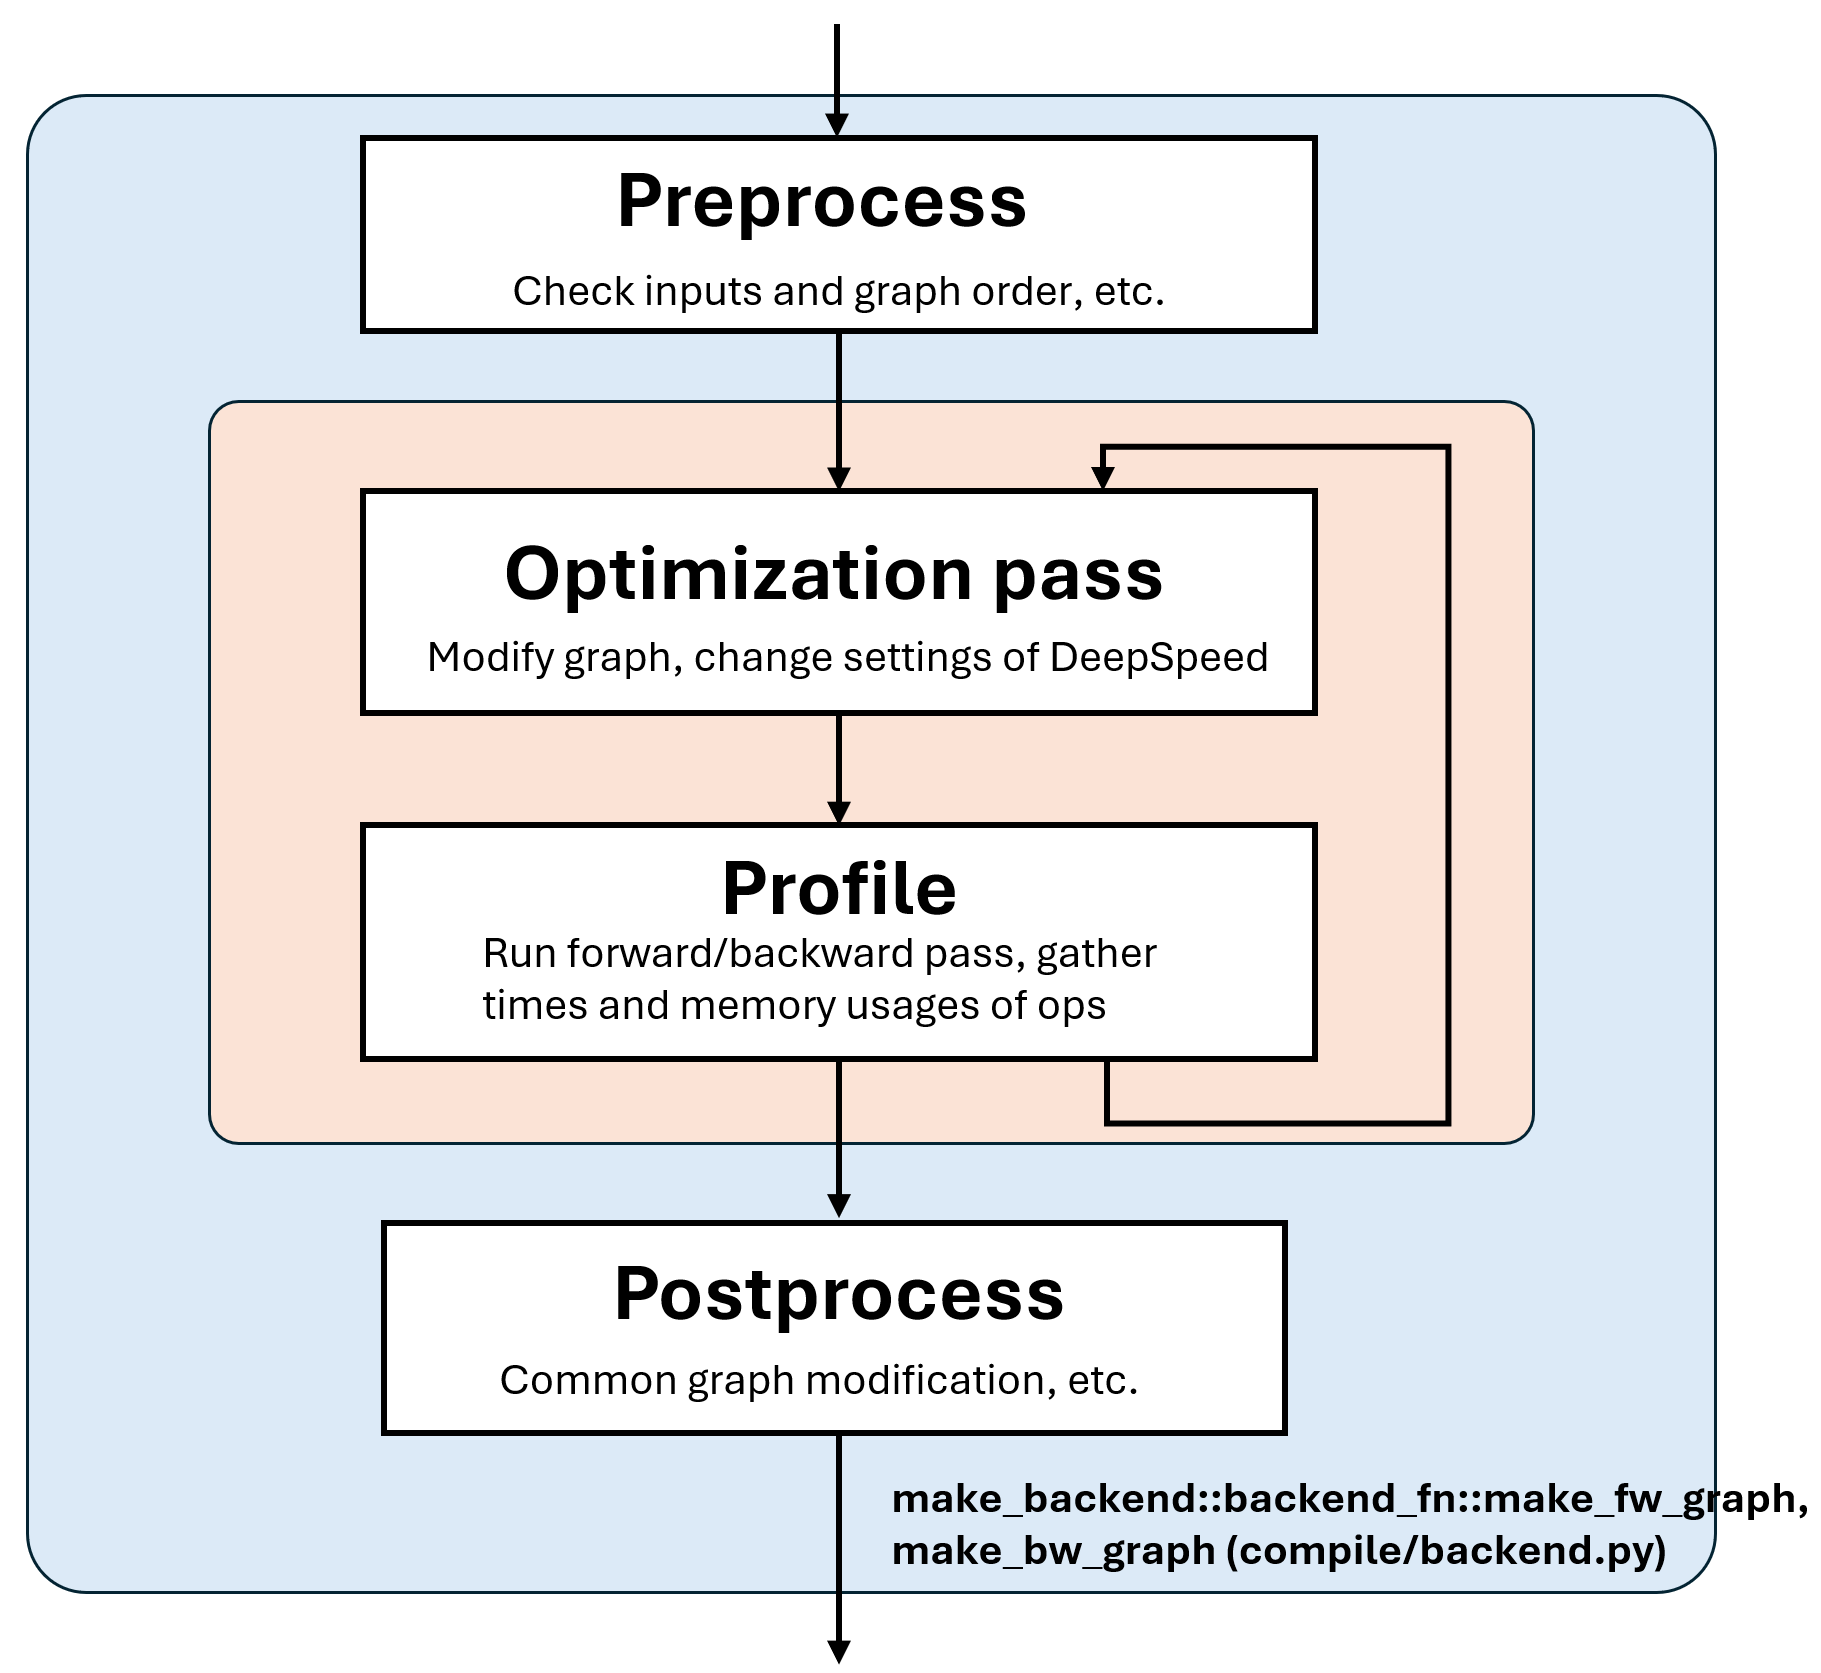 Preprocess
Check inputs and graph order, etc.
Optimization pass
Modify graph, change settings of DeepSpeed
Profile
Run forward/backward pass, gather
times and memory usages of ops
Postprocess
Common graph modification, etc.
make_backend::backend_fn::make_fw_graph,
make_bw_graph (compile/backend.py)